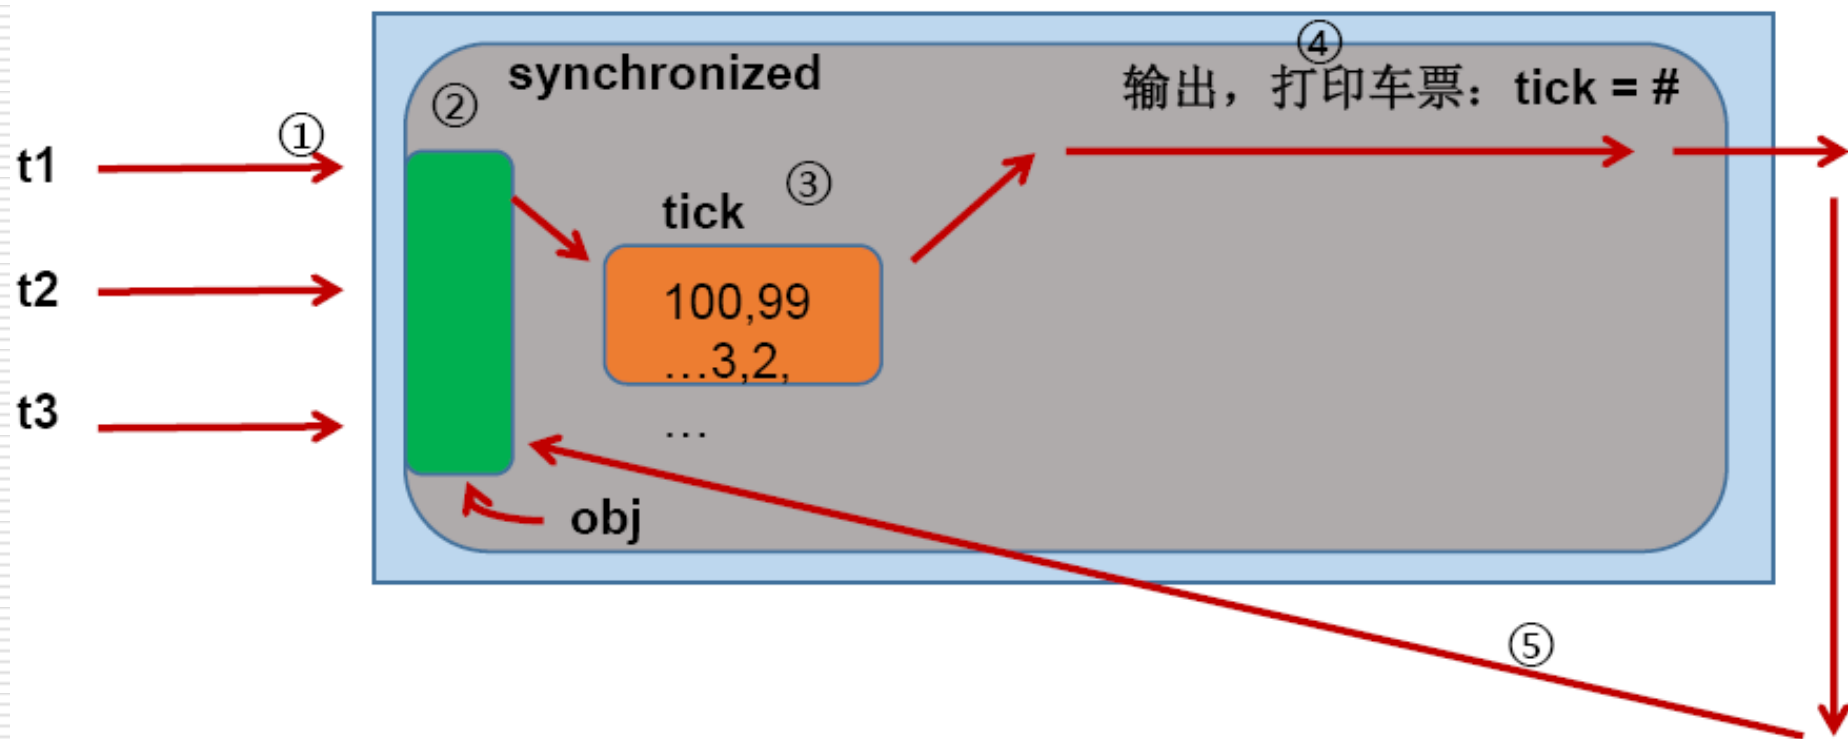 ④
synchronized
输出，打印车票：tick = #
②
①
t1
③
tick
t2
100,99
…3,2,
t3
…
obj
⑤